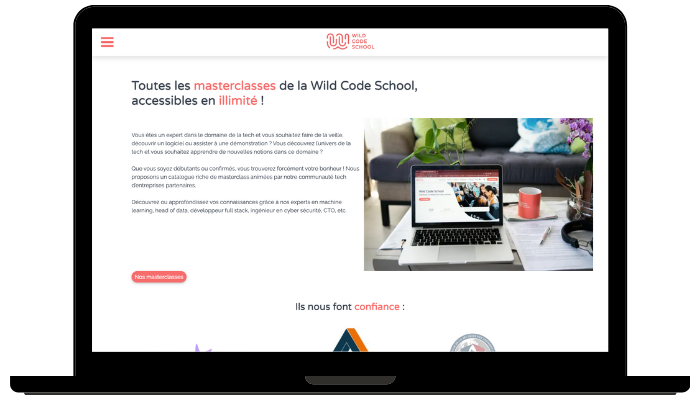 WILD
CODE
SCHOOL
Toutes les masterclasses de la Wild Code School,
accessibles en illimité !
Vous êtes un expert dans le domaine de la tech et vous souhaitez faire de la veille,
découvrir un logiciel ou assister à une démonstration ? Vous découvrez l'univers de la
tech et vous souhaitez apprendre de nouvelles notions dans ce domaine ?
Que vous soyez débutants ou confirmés, vous trouverez forcément votre bonheur ! Nous
proposons un catalogue riche de masterclass animées par notre communauté tech
d'entreprises partenaires.
Découvrez ou approfondissez vos connaissances grâce à nos experts en machine
learning, head of data, développeur full stack, ingénieur en cyber sécurité, CTO, etc.
Wild Code School
Nos masterclasses
Ils nous font confiance :